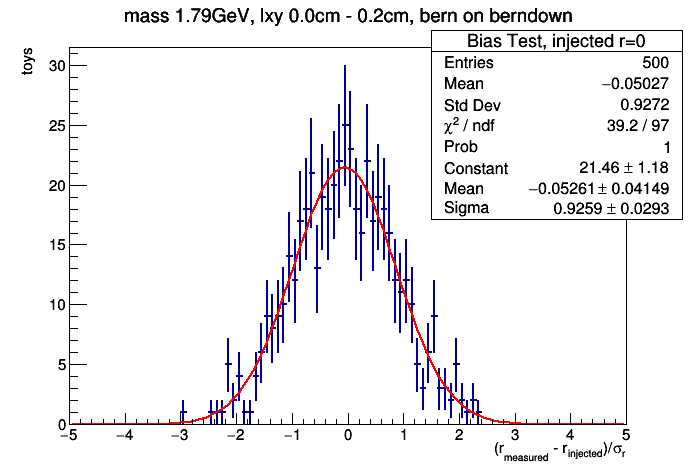 mass 1.79GeV, lxy 0.0cm - 0.2cm, bern on berndown
toys
Bias Test, injected r=0
Entries 500
Mean −0.05027
Std Dev 0.9272
χ² / ndf 39.2 / 97
Prob 1
Constant 21.46 ± 1.18
Mean −0.05261 ± 0.04149
Sigma 0.9259 ± 0.0293
30
25
20
15
10
5
0
−5 −4 −3 −2 −1 0 1 2 3 4 5
(r_measured - r_injected)/σ_r